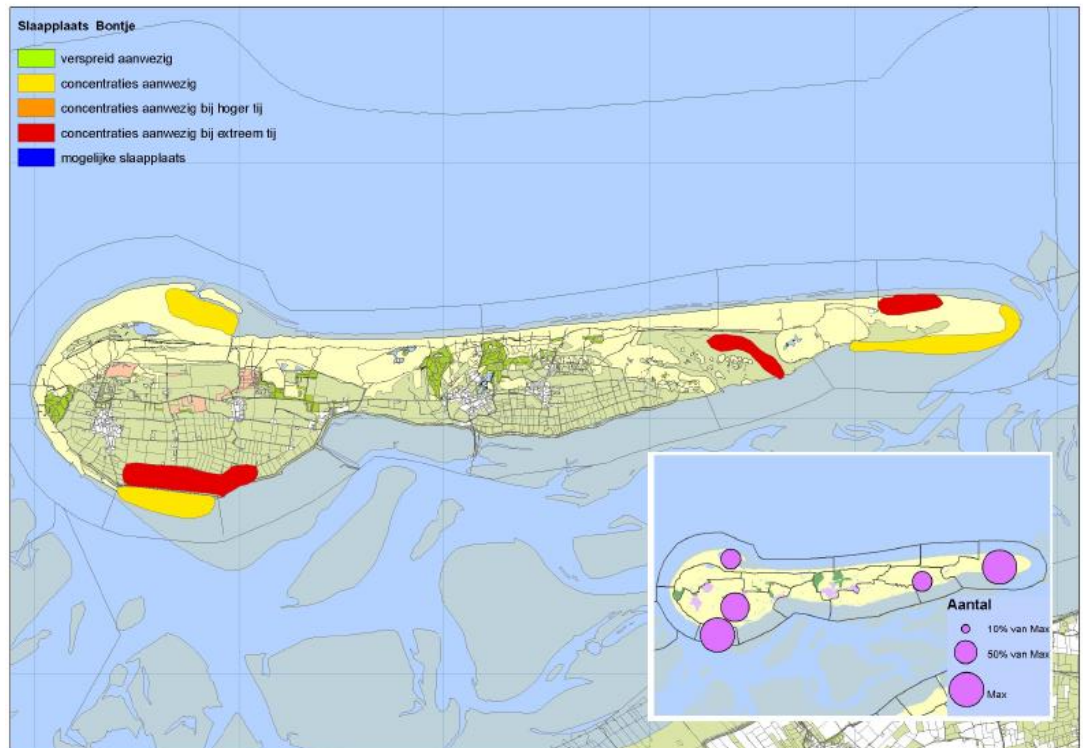 Slaapplaats Bontje
verspreid aanwezig
concentraties aanwezig
concentraties aanwezig bij hoger tij
concentraties aanwezig bij extreem tij
mogelijke slaapplaats
Aantal
10% van Max
50% van Max
Max